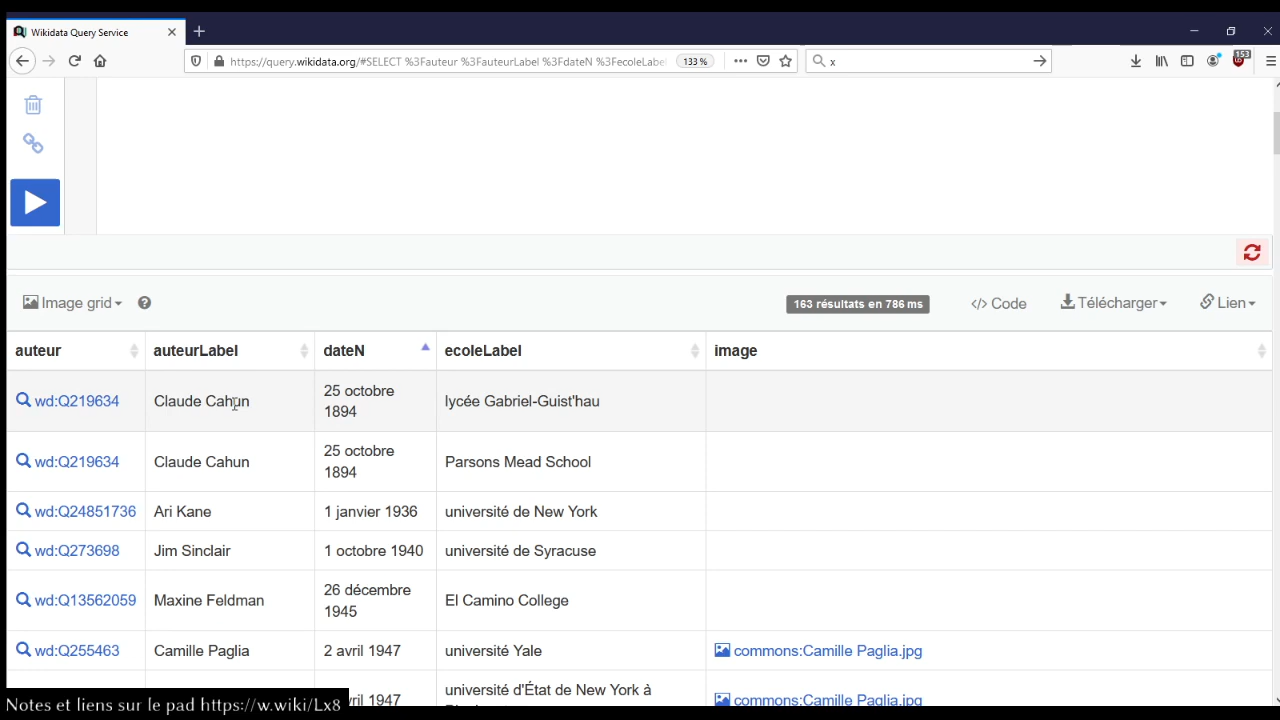 Wikidata Query Service
https://query.wikidata.org/#SELECT %3Fauteur %3FauteurLabel %3FdateN %3FecoleLabe
133 %
x
153
Image grid
163 résultats en 786 ms
</> Code
Télécharger
Lien
auteur auteurLabel dateN ecoleLabel image
wd:Q219634 Claude Cahun 25 octobre 1894 lycée Gabriel-Guist'hau
wd:Q219634 Claude Cahun 25 octobre 1894 Parsons Mead School
wd:Q24851736 Ari Kane 1 janvier 1936 université de New York
wd:Q273698 Jim Sinclair 1 octobre 1940 université de Syracuse
wd:Q13562059 Maxine Feldman 26 décembre 1945 El Camino College
wd:Q255463 Camille Paglia 2 avril 1947 université Yale commons:Camille Paglia.jpg
vril 1947 université d'État de New York à commons:Camille Paglia.jpg
Notes et liens sur le pad https://w.wiki/Lx8